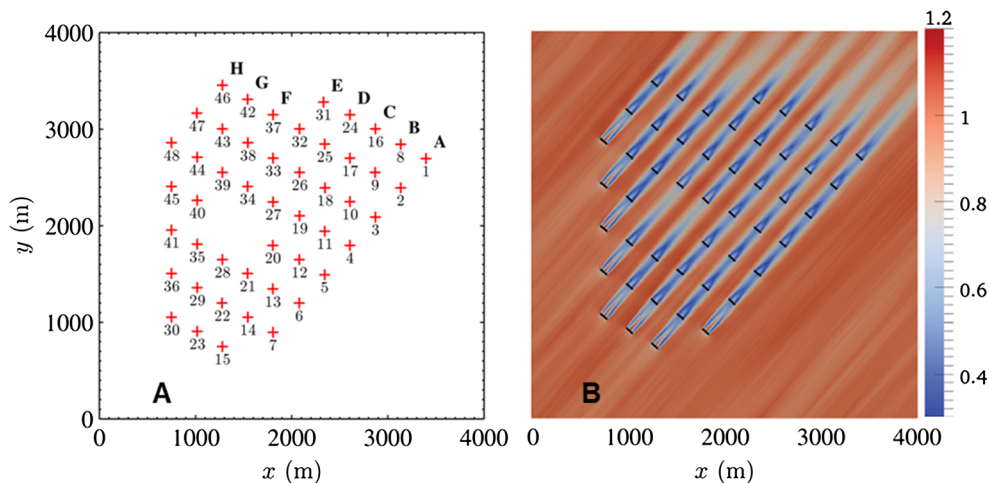 4000
3000
2000
1000
0
y (m)
0 1000 2000 3000 4000
x (m)
H
46 G
42 F E
47 37 31 D
43 32 24 C
48 38 25 16 B
44 33 17 8 A
39 26 9 1
45 34 18 2
40 27 10
41 19 3
35 20 11 4
36 28 12 5
29 21 13 6
30 22 14 7
23 15
A
B
0 1000 2000 3000 4000
x (m)
1.2
1
0.8
0.6
0.4